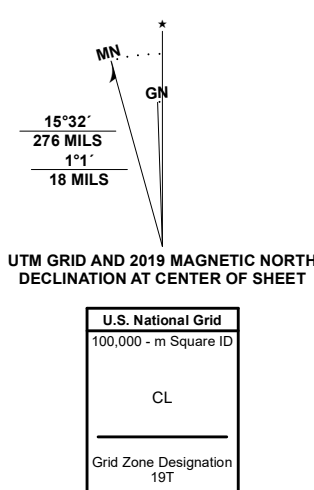 ★
MN
GN
15°32´
276 MILS
1°1´
18 MILS
UTM GRID AND 2019 MAGNETIC NORTH
DECLINATION AT CENTER OF SHEET
U.S. National Grid
100,000 - m Square ID
CL
Grid Zone Designation
19T